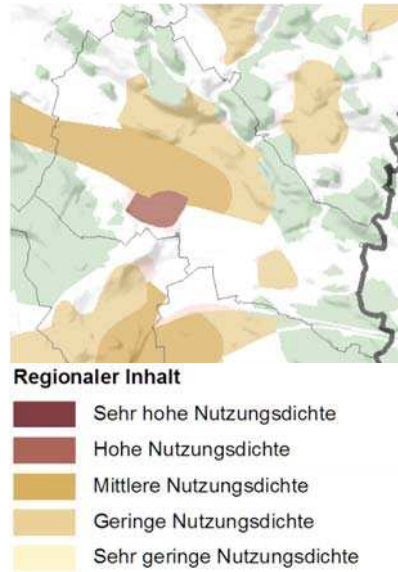 Regionaler Inhalt
Sehr hohe Nutzungsdichte
Hohe Nutzungsdichte
Mittlere Nutzungsdichte
Geringe Nutzungsdichte
Sehr geringe Nutzungsdichte